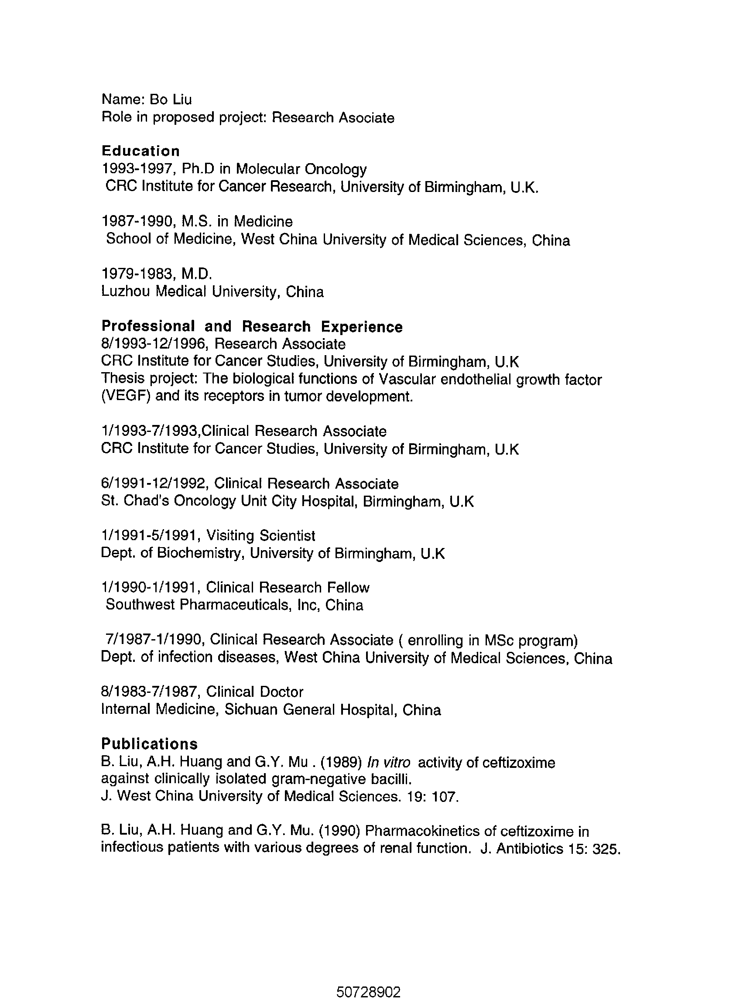 Name: Bo Liu
Role in proposed project: Research Asociate
Education
1993-1997, Ph.D in Molecular Oncology
CRC Institute for Cancer Research, University of Birmingham, U.K.
1987-1990, M.S. in Medicine
School of Medicine, West China University of Medical Sciences, China
1979-1983, M.D.
Luzhou Medical University, China
Professional and Research Experience
8/1993-12/1996, Research Associate
CRC Institute for Cancer Studies, University of Birmingham, U.K
Thesis project: The biological functions of Vascular endothelial growth factor
(VEGF) and its receptors in tumor development.
1/1993-7/1993,Clinical Research Associate
CRC Institute for Cancer Studies, University of Birmingham, U.K
6/1991-12/1992, Clinical Research Associate
St. Chad's Oncology Unit City Hospital, Birmingham, U.K
1/1991-5/1991, Visiting Scientist
Dept. of Biochemistry, University of Birmingham, U.K
1/1990-1/1991, Clinical Research Fellow
Southwest Pharmaceuticals, Inc, China
7/1987-1/1990, Clinical Research Associate ( enrolling in MSc program)
Dept. of infection diseases, West China University of Medical Sciences, China
8/1983-7/1987, Clinical Doctor
Internal Medicine, Sichuan General Hospital, China
Publications
B. Liu, A.H. Huang and G.Y. Mu . (1989) In vitro activity of ceftizoxime
against clinically isolated gram-negative bacilli.
J. West China University of Medical Sciences. 19: 107.
B. Liu, A.H. Huang and G.Y. Mu. (1990) Pharmacokinetics of ceftizoxime in
infectious patients with various degrees of renal function. J. Antibiotics 15: 325.
50728902